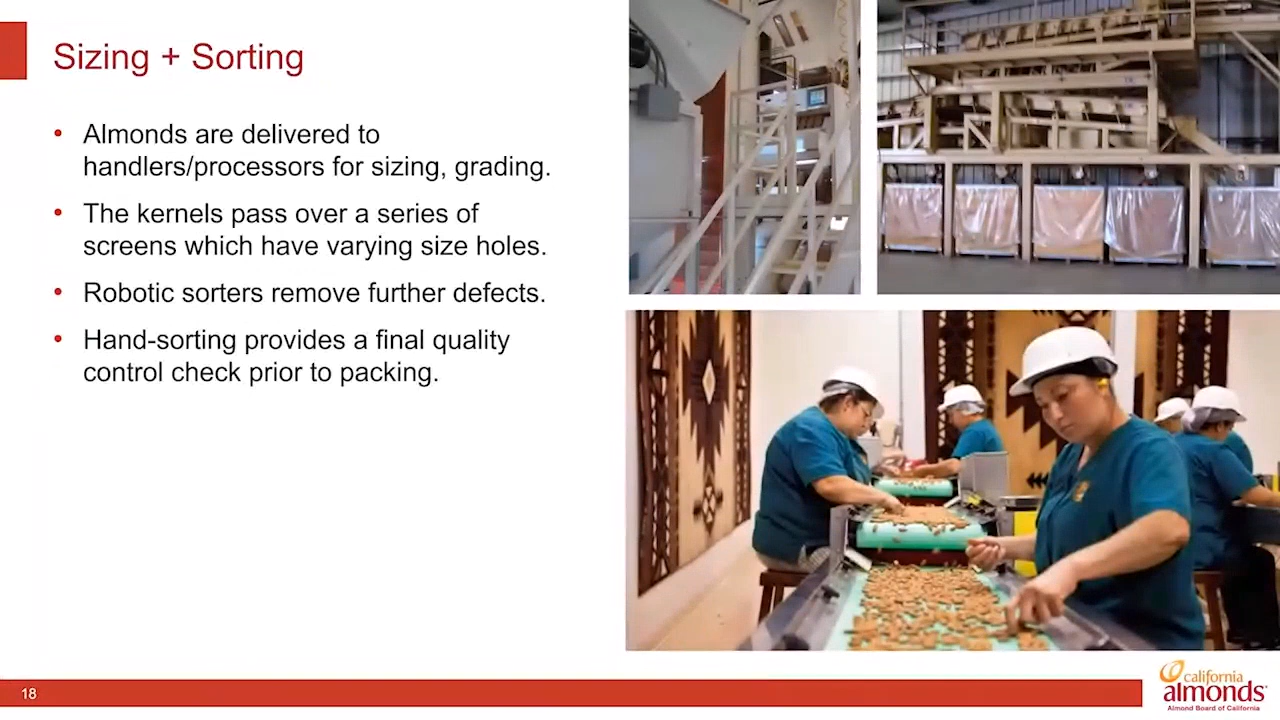 Sizing + Sorting
• Almonds are delivered to
handlers/processors for sizing, grading.
• The kernels pass over a series of
screens which have varying size holes.
• Robotic sorters remove further defects.
• Hand-sorting provides a final quality
control check prior to packing.
18
california
almonds
Almond Board of California